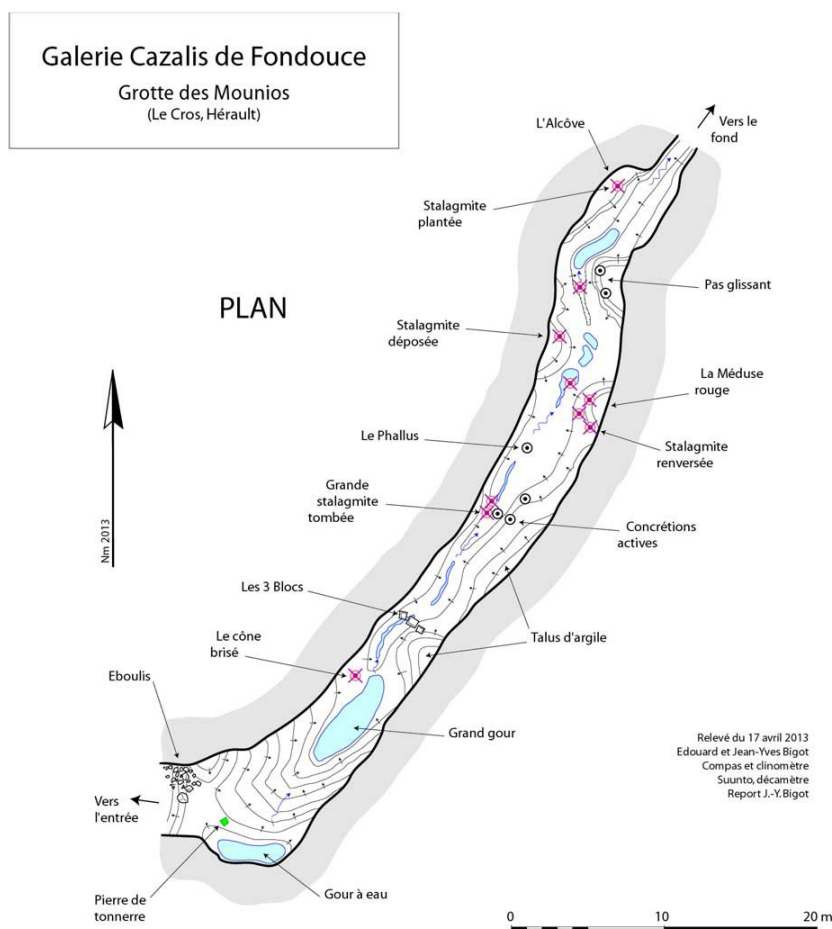 Galerie Cazalis de Fondouce
Grotte des Mounios
(Le Cros, Hérault)
Vers le
fond
L'Alcôve
Stalagmite
plantée
Pas glissant
PLAN
Stalagmite
déposée
La Méduse
rouge
Le Phallus
Stalagmite
renversée
Grande
stalagmite
tombée
Concrétions
actives
Nm 2013
Les 3 Blocs
Le cône
brisé
Talus d'argile
Eboulis
Grand gour
Relevé du 17 avril 2013
Edouard et Jean-Yves Bigot
Compas et clinomètre
Suunto, décamètre
Report J.-Y. Bigot
Vers
l'entrée
Pierre de
tonnerre
Gour à eau
0 10 20 m